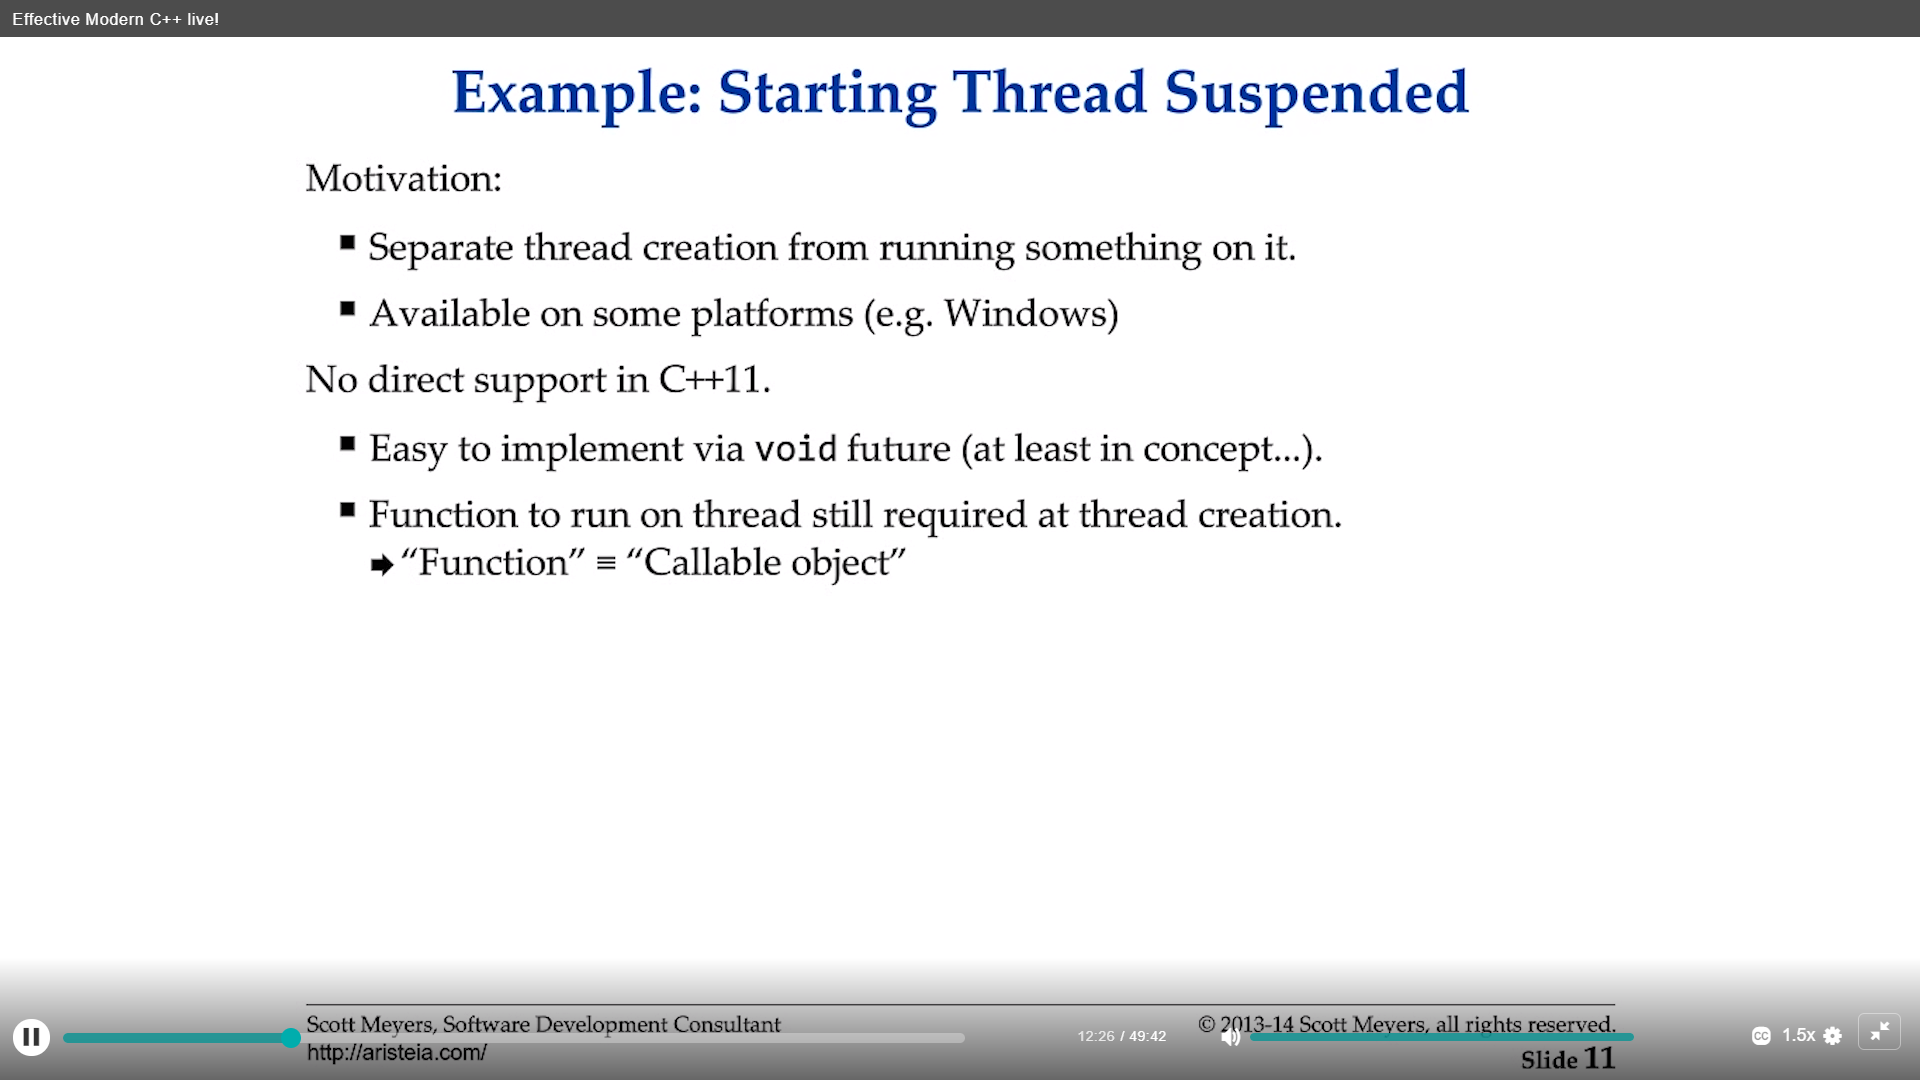 Effective Modern C++ live!
Example: Starting Thread Suspended
Motivation:
▪ Separate thread creation from running something on it.
▪ Available on some platforms (e.g. Windows)
No direct support in C++11.
▪ Easy to implement via void future (at least in concept...).
▪ Function to run on thread still required at thread creation.
➡ “Function” ≡ “Callable object”
Scott Meyers, Software Development Consultant
http://aristeia.com/
12:26 / 49:42
© 2013-14 Scott Meyers, all rights reserved.
Slide 11
CC 1.5x